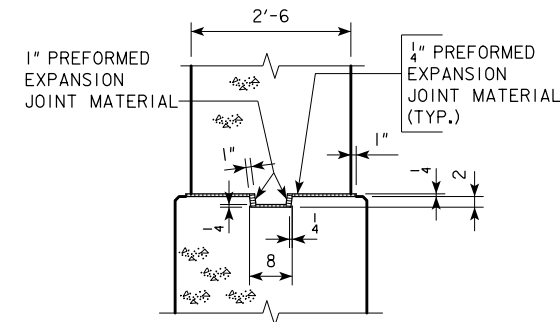 2'-6
1" PREFORMED
EXPANSION
JOINT MATERIAL
1/4" PREFORMED
EXPANSION
JOINT MATERIAL
(TYP.)
1"
1"
1/4
2
1/4
1/4
8